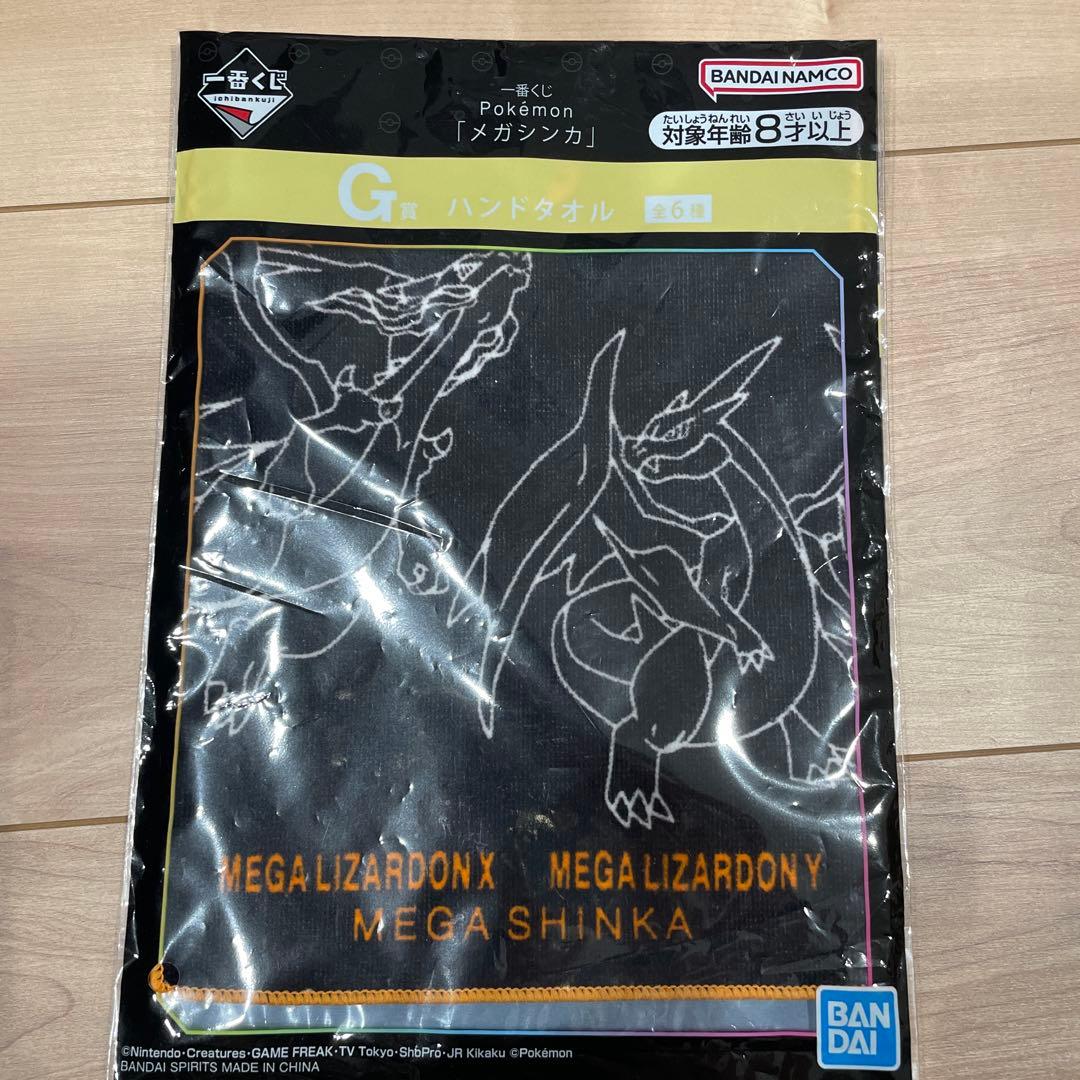 一番くじ
ichibankuji
一番くじ
Pokémon
「メガシンカ」
BANDAI NAMCO
たいしょうねんれい さい いじょう
対象年齢8才以上
G賞 ハンドタオル 全6種
MEGA LIZARDON X MEGA LIZARDON Y
MEGA SHINKA
BAN
DAI
©Nintendo・Creatures・GAME FREAK・TV Tokyo・ShoPro・JR Kikaku ©Pokémon
BANDAI SPIRITS MADE IN CHINA